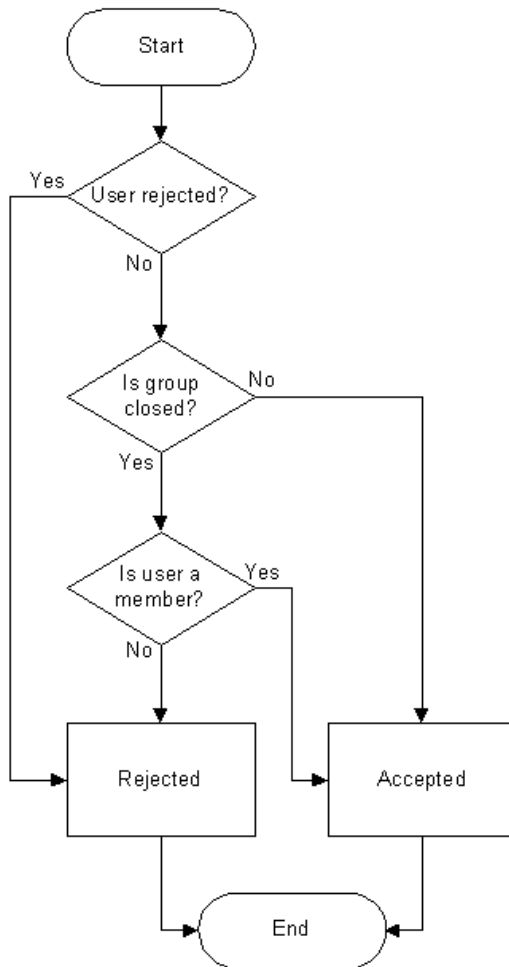 Start
Yes
User rejected?
No
Is group
closed?
No
Yes
Is user a
member?
Yes
No
Rejected
Accepted
End